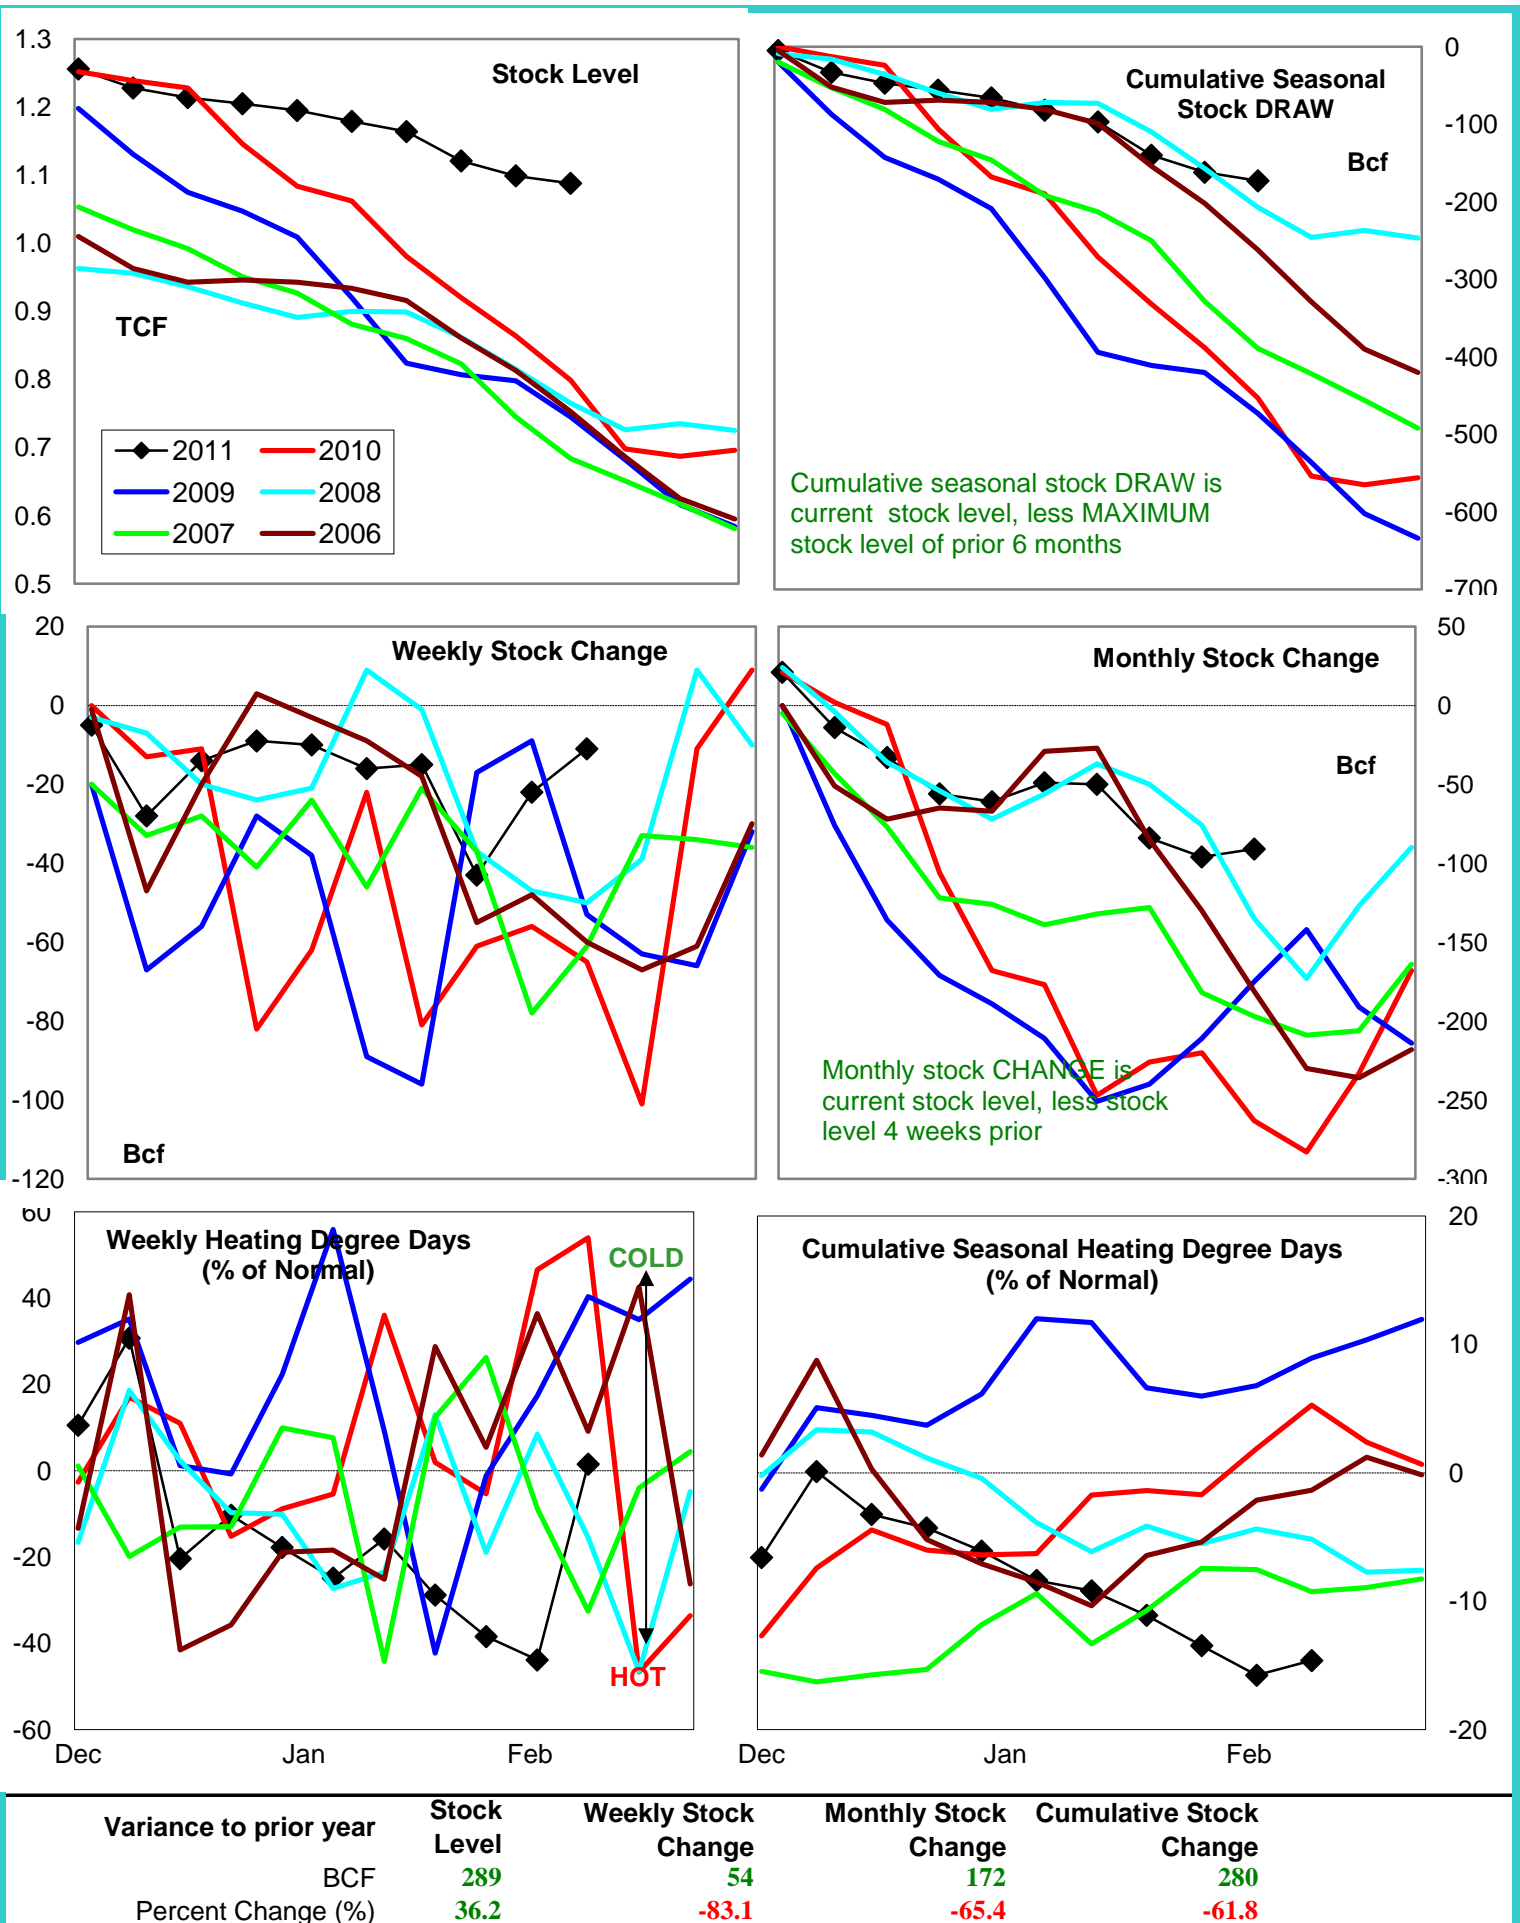 1.3
1.2
1.1
1.0
0.9
0.8
0.7
0.6
0.5
Stock Level
TCF
2011
2010
2009
2008
2007
2006
Cumulative Seasonal
Stock DRAW
Bcf
Cumulative seasonal stock DRAW is
current stock level, less MAXIMUM
stock level of prior 6 months
0
-100
-200
-300
-400
-500
-600
-700
20
0
-20
-40
-60
-80
-100
-120
Weekly Stock Change
Bcf
Monthly Stock Change
Bcf
Monthly stock CHANGE is
current stock level, less stock
level 4 weeks prior
50
0
-50
-100
-150
-200
-250
-300
60
40
20
0
-20
-40
-60
Weekly Heating Degree Days
(% of Normal)
COLD
HOT
Dec
Jan
Feb
Cumulative Seasonal Heating Degree Days
(% of Normal)
20
10
0
-10
-20
Dec
Jan
Feb
Variance to prior year
Stock
Level
Weekly Stock
Change
Monthly Stock
Change
Cumulative Stock
Change
BCF 289 54 172 280
Percent Change (%) 36.2 -83.1 -65.4 -61.8